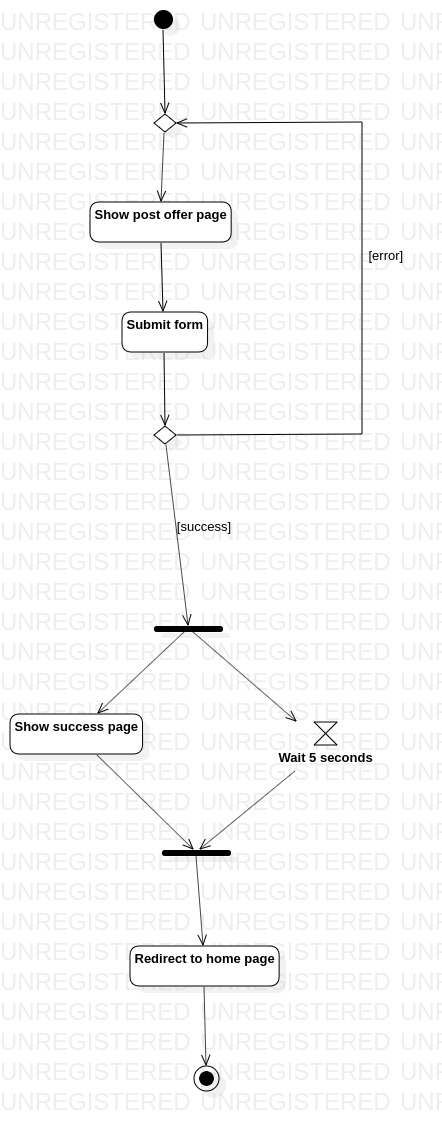 UNREGISTERED UNREGISTERED
Show post offer page
[error]
Submit form
[success]
Show success page
Wait 5 seconds
Redirect to home page